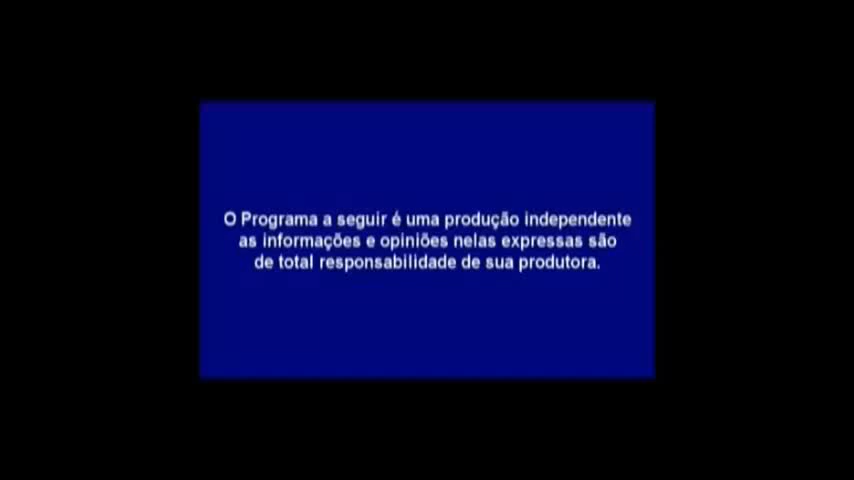 O Programa a seguir é uma produção independente
as informações e opiniões nelas expressas são
de total responsabilidade de sua produtora.